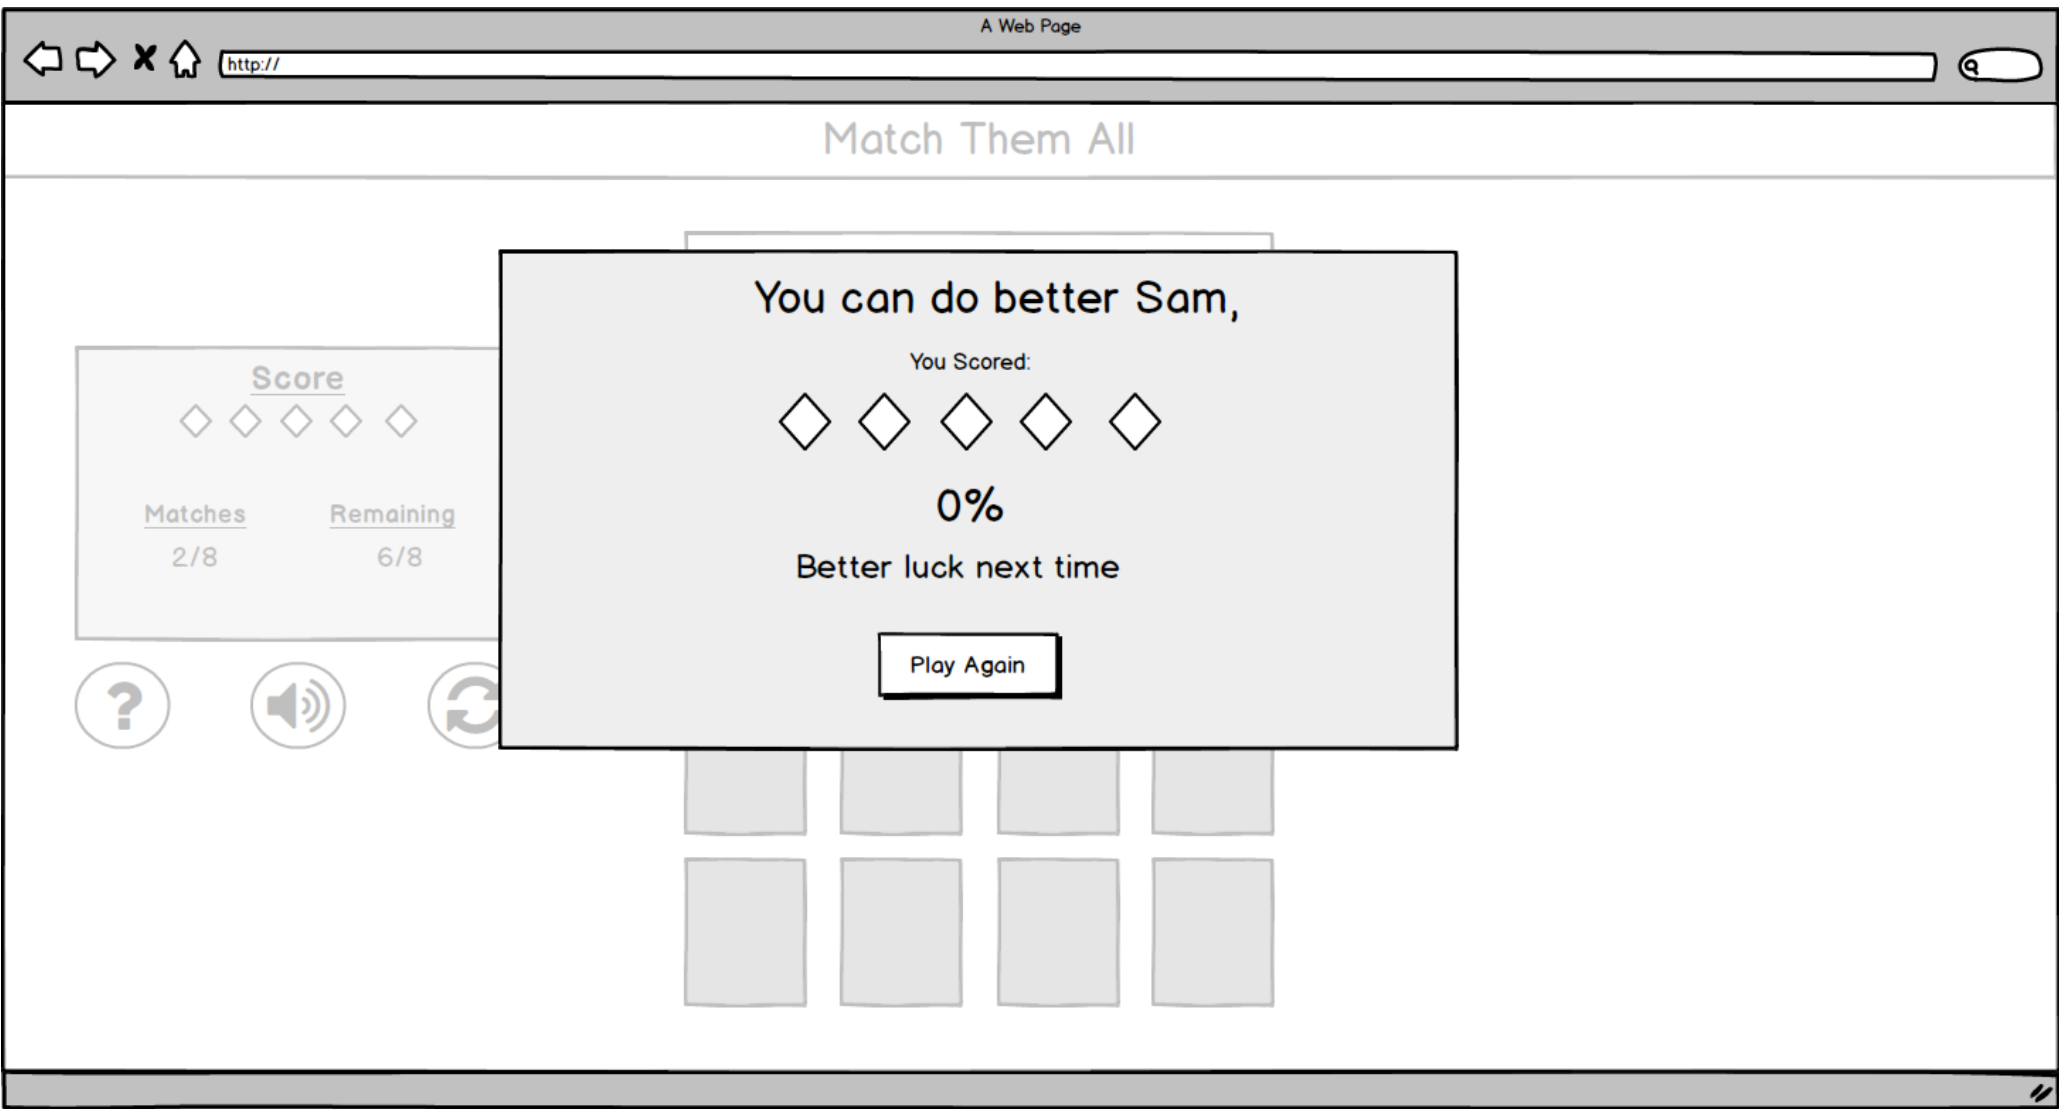 A Web Page
http://
Match Them All
You can do better Sam,
You Scored:
0%
Better luck next time
Play Again
Score
Matches Remaining
2/8 6/8
?